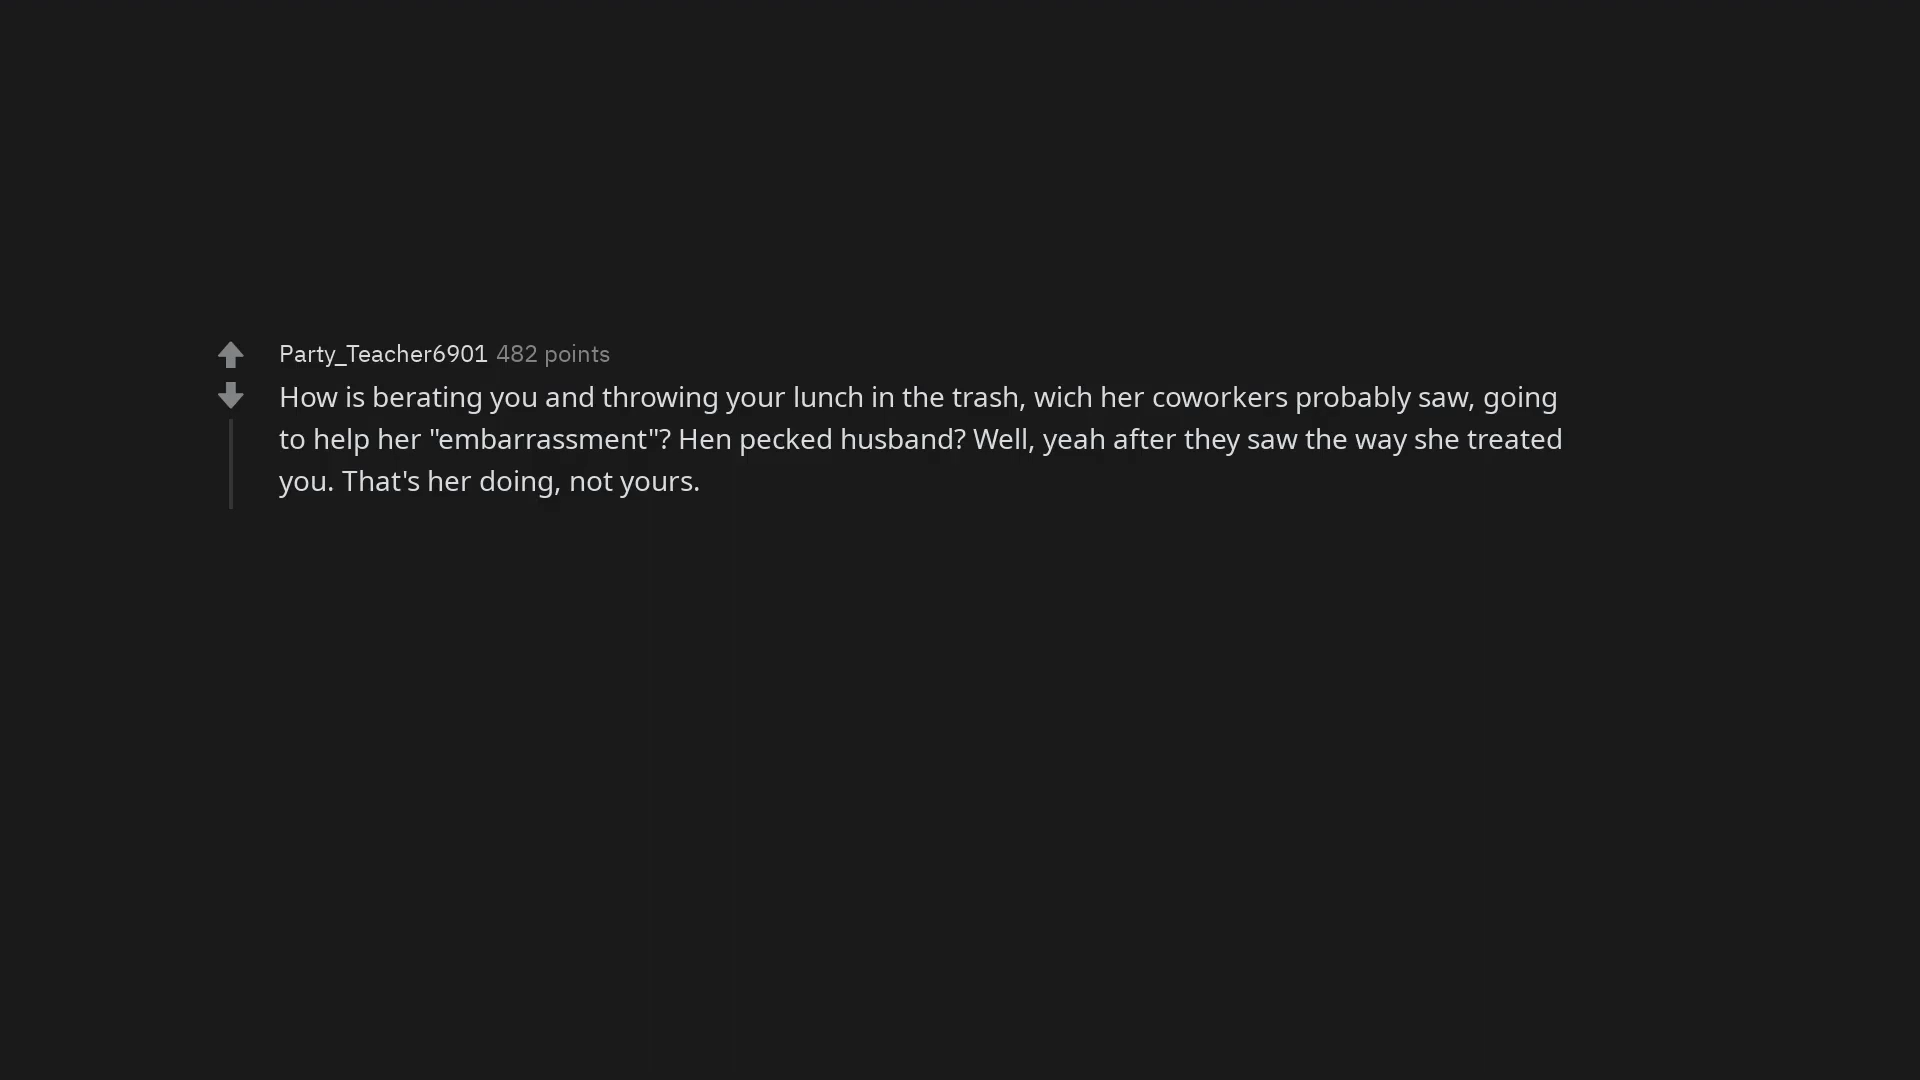 Party_Teacher6901 482 points
How is berating you and throwing your lunch in the trash, wich her coworkers probably saw, going
to help her "embarrassment"? Hen pecked husband? Well, yeah after they saw the way she treated
you. That's her doing, not yours.